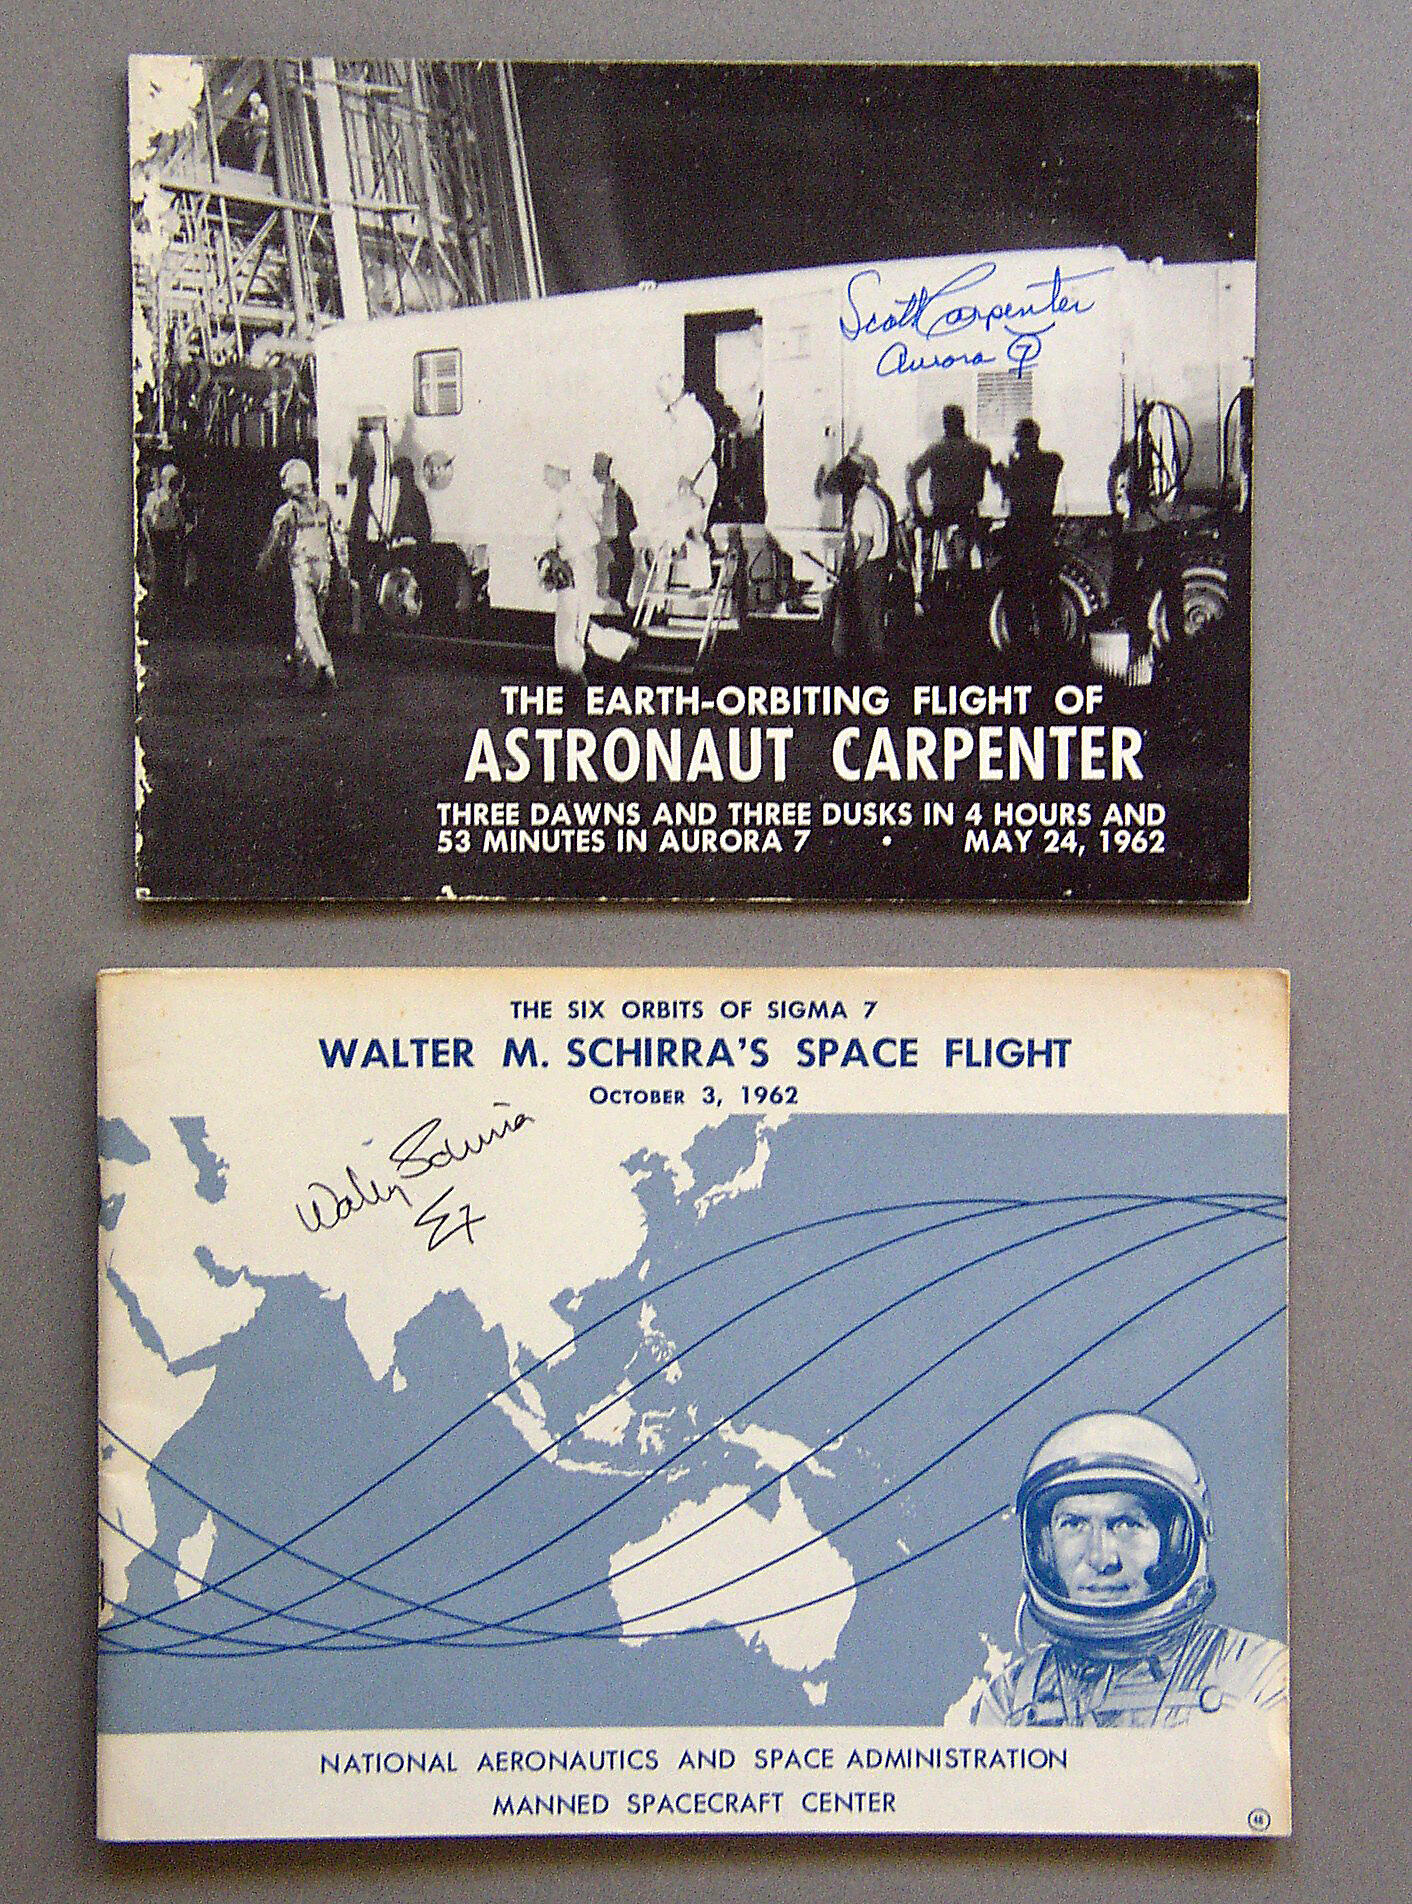 Scott Carpenter
Aurora 7
THE EARTH-ORBITING FLIGHT OF
ASTRONAUT CARPENTER
THREE DAWNS AND THREE DUSKS IN 4 HOURS AND
53 MINUTES IN AURORA 7 • MAY 24, 1962
THE SIX ORBITS OF SIGMA 7
WALTER M. SCHIRRA'S SPACE FLIGHT
OCTOBER 3, 1962
Wally Schirra
NATIONAL AERONAUTICS AND SPACE ADMINISTRATION
MANNED SPACECRAFT CENTER